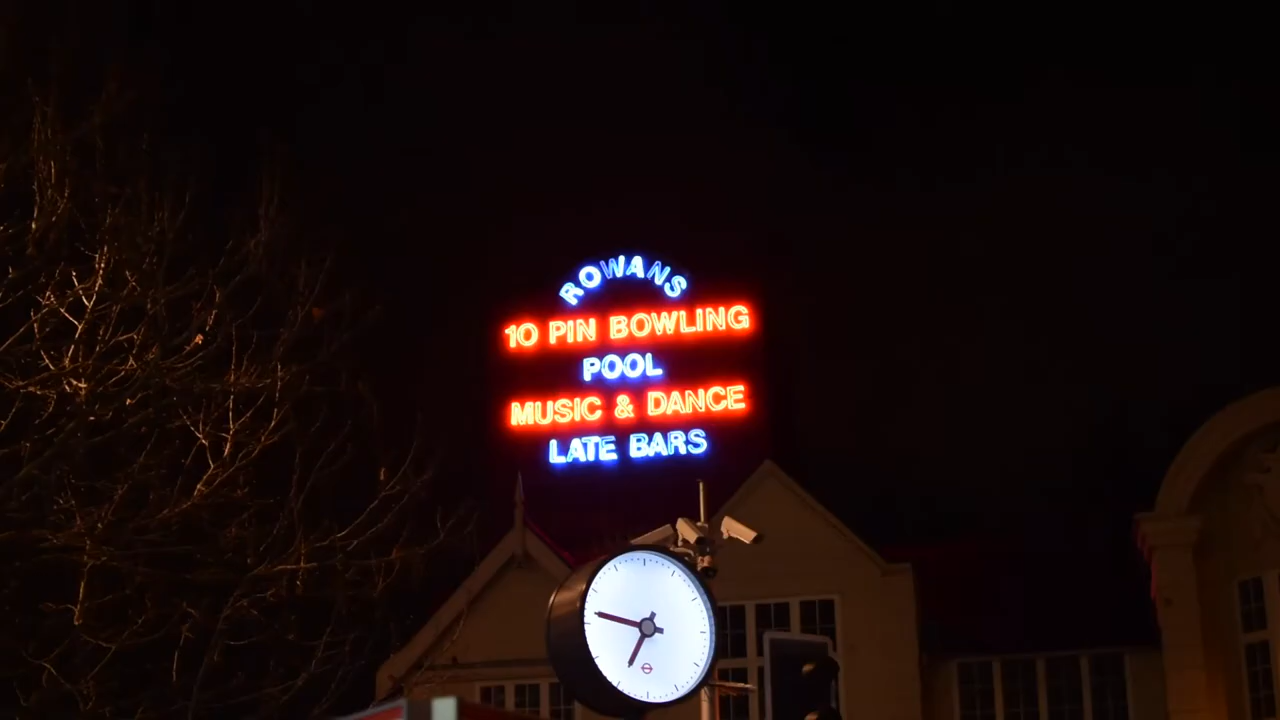 ROWANS
10 PIN BOWLING
POOL
MUSIC & DANCE
LATE BARS